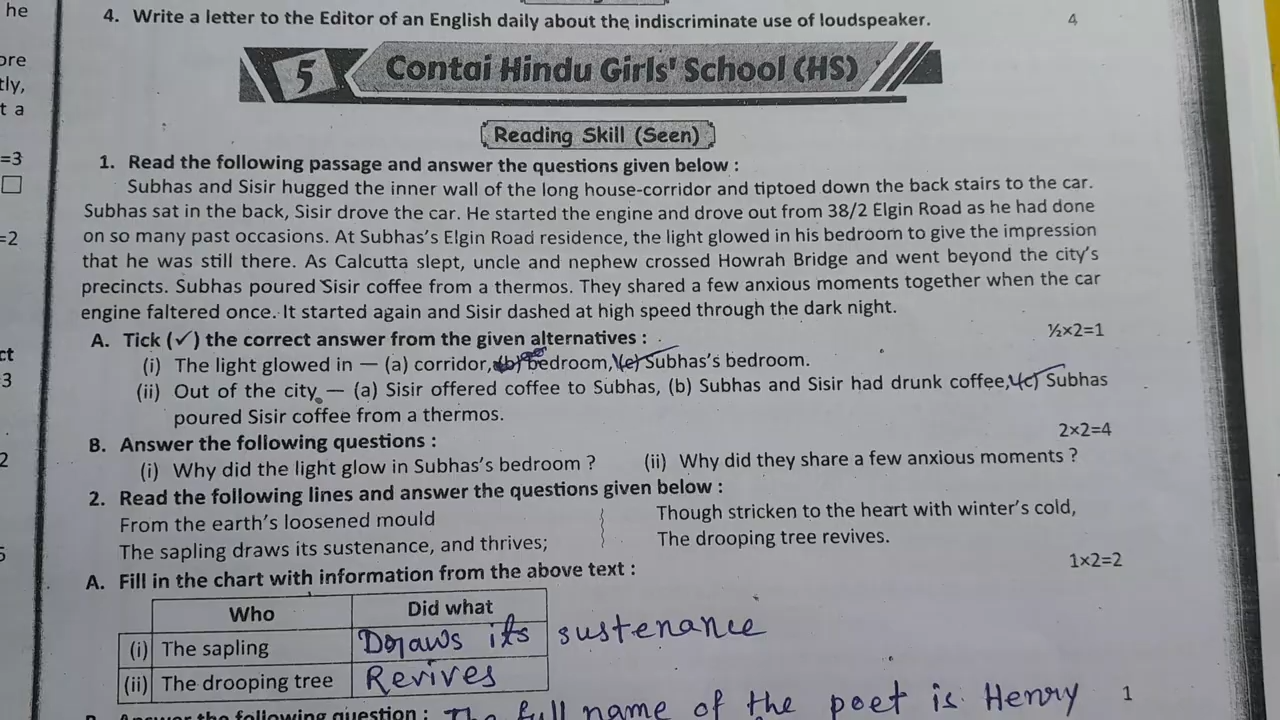 he
ore
tly,
t a
=3
=2
ct
3
2
5
4. Write a letter to the Editor of an English daily about the indiscriminate use of loudspeaker. 4
5 Contai Hindu Girls' School (HS)
Reading Skill (Seen)
1. Read the following passage and answer the questions given below :
Subhas and Sisir hugged the inner wall of the long house-corridor and tiptoed down the back stairs to the car.
Subhas sat in the back, Sisir drove the car. He started the engine and drove out from 38/2 Elgin Road as he had done
on so many past occasions. At Subhas's Elgin Road residence, the light glowed in his bedroom to give the impression
that he was still there. As Calcutta slept, uncle and nephew crossed Howrah Bridge and went beyond the city's
precincts. Subhas poured Sisir coffee from a thermos. They shared a few anxious moments together when the car
engine faltered once. It started again and Sisir dashed at high speed through the dark night.
A. Tick (✓) the correct answer from the given alternatives : ½×2=1
(i) The light glowed in — (a) corridor, (b) bedroom, (c) Subhas's bedroom.
(ii) Out of the city — (a) Sisir offered coffee to Subhas, (b) Subhas and Sisir had drunk coffee, (c) Subhas
poured Sisir coffee from a thermos.
B. Answer the following questions : 2×2=4
(i) Why did the light glow in Subhas's bedroom ? (ii) Why did they share a few anxious moments ?
2. Read the following lines and answer the questions given below :
From the earth's loosened mould
The sapling draws its sustenance, and thrives;
Though stricken to the heart with winter's cold,
The drooping tree revives.
A. Fill in the chart with information from the above text : 1×2=2
Who Did what
(i) The sapling Draws its sustenance
(ii) The drooping tree Revives
B. Answer the following question : The full name of the poet is Henry 1